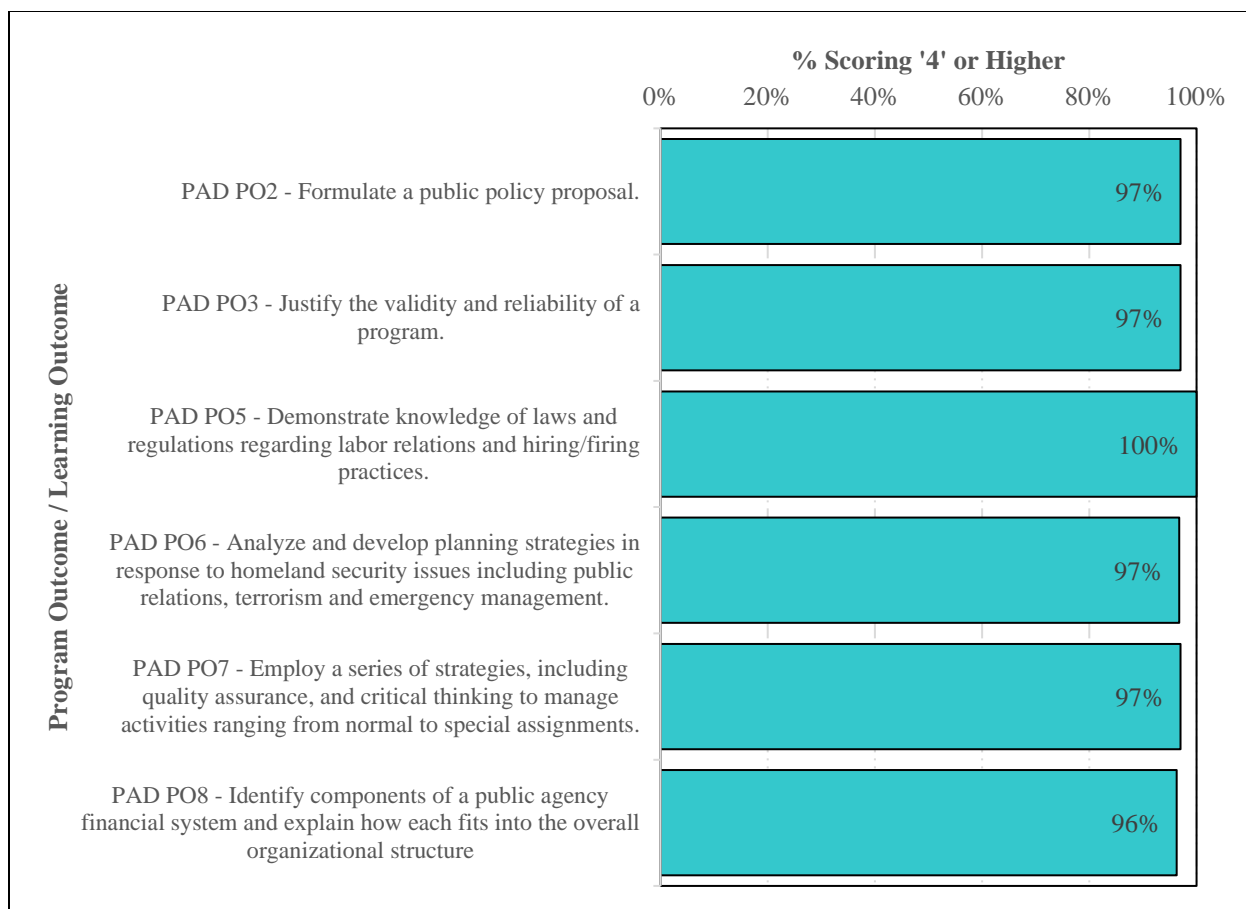 % Scoring '4' or Higher
0% 20% 40% 60% 80% 100%
Program Outcome / Learning Outcome
PAD PO2 - Formulate a public policy proposal.
97%
PAD PO3 - Justify the validity and reliability of a
program.
97%
PAD PO5 - Demonstrate knowledge of laws and
regulations regarding labor relations and hiring/firing
practices.
100%
PAD PO6 - Analyze and develop planning strategies in
response to homeland security issues including public
relations, terrorism and emergency management.
97%
PAD PO7 - Employ a series of strategies, including
quality assurance, and critical thinking to manage
activities ranging from normal to special assignments.
97%
PAD PO8 - Identify components of a public agency
financial system and explain how each fits into the overall
organizational structure
96%